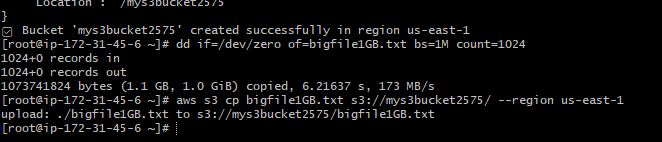 Location : /mys3bucket2575
}
Bucket 'mys3bucket2575' created successfully in region us-east-1
[root@ip-172-31-45-6 ~]# dd if=/dev/zero of=bigfile1GB.txt bs=1M count=1024
1024+0 records in
1024+0 records out
1073741824 bytes (1.1 GB, 1.0 GiB) copied, 6.21637 s, 173 MB/s
[root@ip-172-31-45-6 ~]# aws s3 cp bigfile1GB.txt s3://mys3bucket2575/ --region us-east-1
upload: ./bigfile1GB.txt to s3://mys3bucket2575/bigfile1GB.txt
[root@ip-172-31-45-6 ~]#